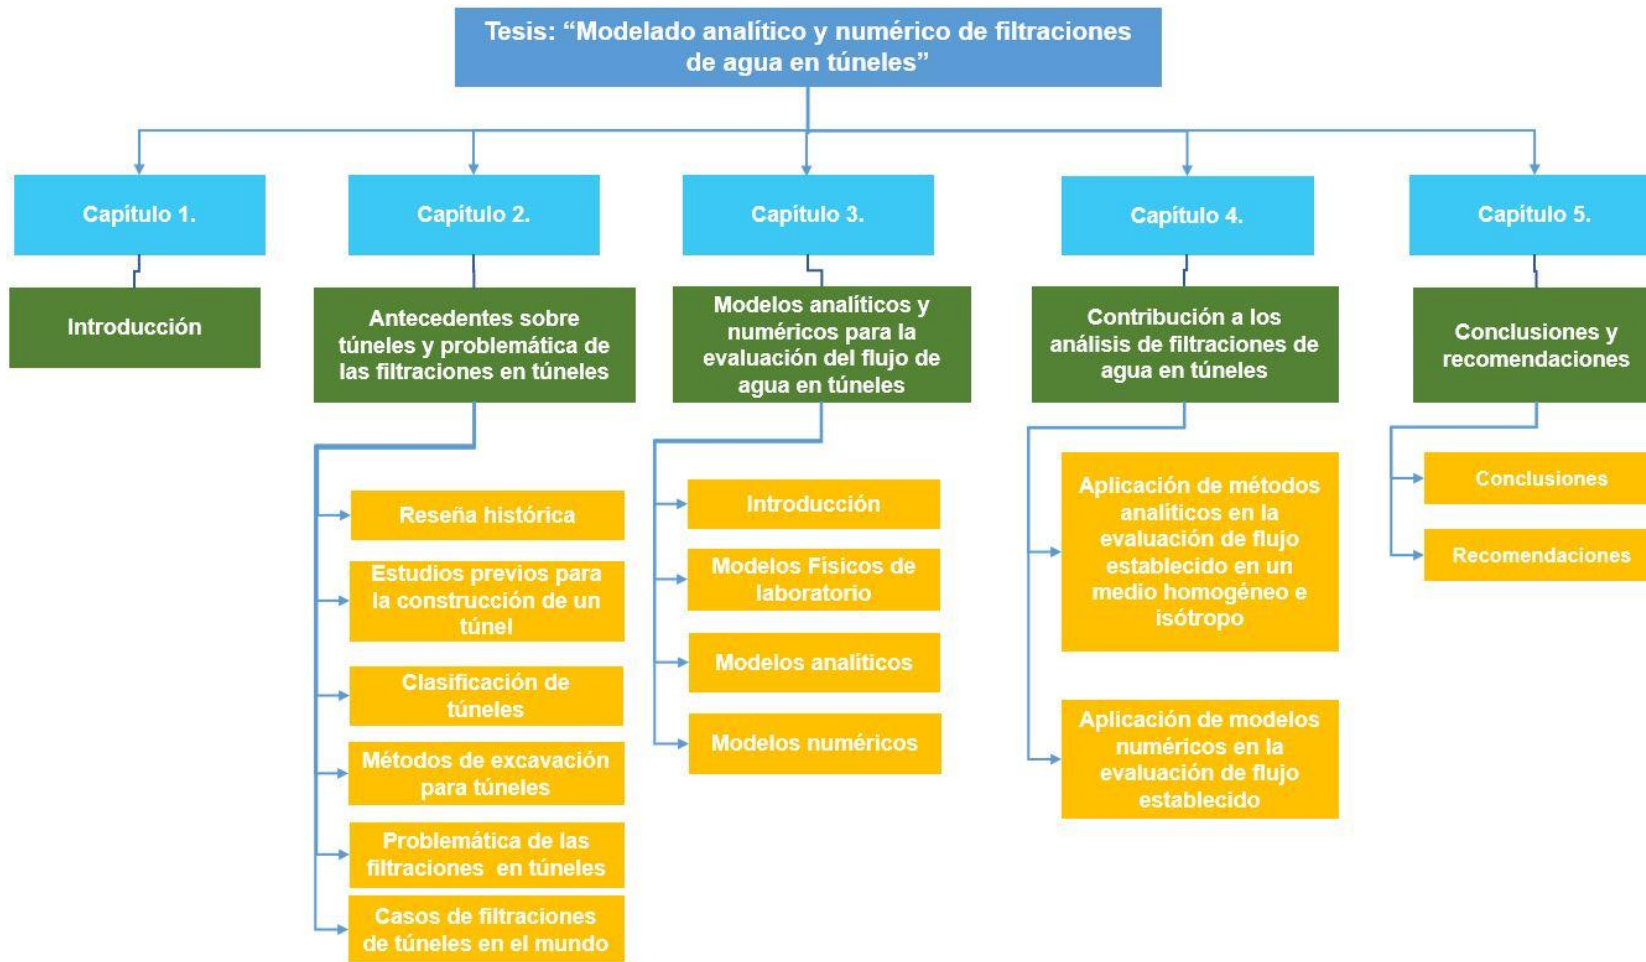 Tesis: “Modelado analítico y numérico de filtraciones
de agua en túneles”
Capítulo 1.
Capítulo 2.
Capítulo 3.
Capítulo 4.
Capítulo 5.
Introducción
Antecedentes sobre
túneles y problemática de
las filtraciones en túneles
Modelos analíticos y
numéricos para la
evaluación del flujo de
agua en túneles
Contribución a los
análisis de filtraciones de
agua en túneles
Conclusiones y
recomendaciones
Reseña histórica
Estudios previos para
la construcción de un
túnel
Clasificación de
túneles
Métodos de excavación
para túneles
Problemática de las
filtraciones en túneles
Casos de filtraciones
de túneles en el mundo
Introducción
Modelos Físicos de
laboratorio
Modelos analíticos
Modelos numéricos
Aplicación de métodos
analíticos en la
evaluación de flujo
establecido en un
medio homogéneo e
isótropo
Aplicación de modelos
numéricos en la
evaluación de flujo
establecido
Conclusiones
Recomendaciones